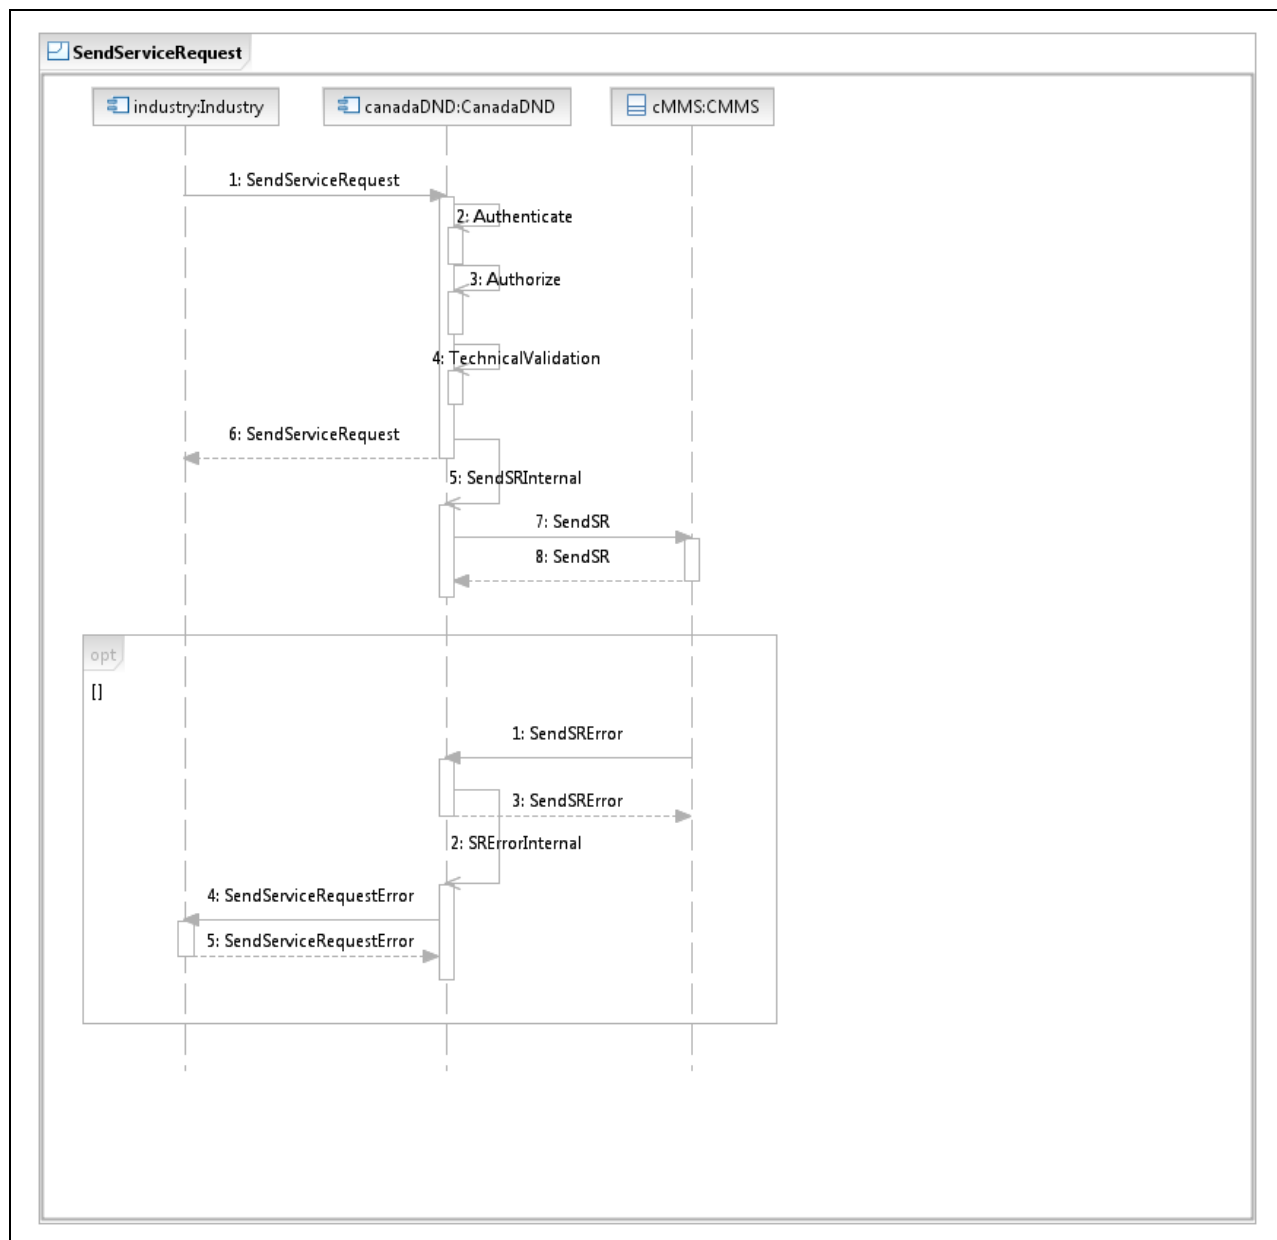 SendServiceRequest
industry:Industry
canadaDND:CanadaDND
cMMS:CMMS
1: SendServiceRequest
2: Authenticate
3: Authorize
4: TechnicalValidation
6: SendServiceRequest
5: SendSRInternal
7: SendSR
8: SendSR
opt
[]
1: SendSRError
3: SendSRError
2: SRErrorInternal
4: SendServiceRequestError
5: SendServiceRequestError